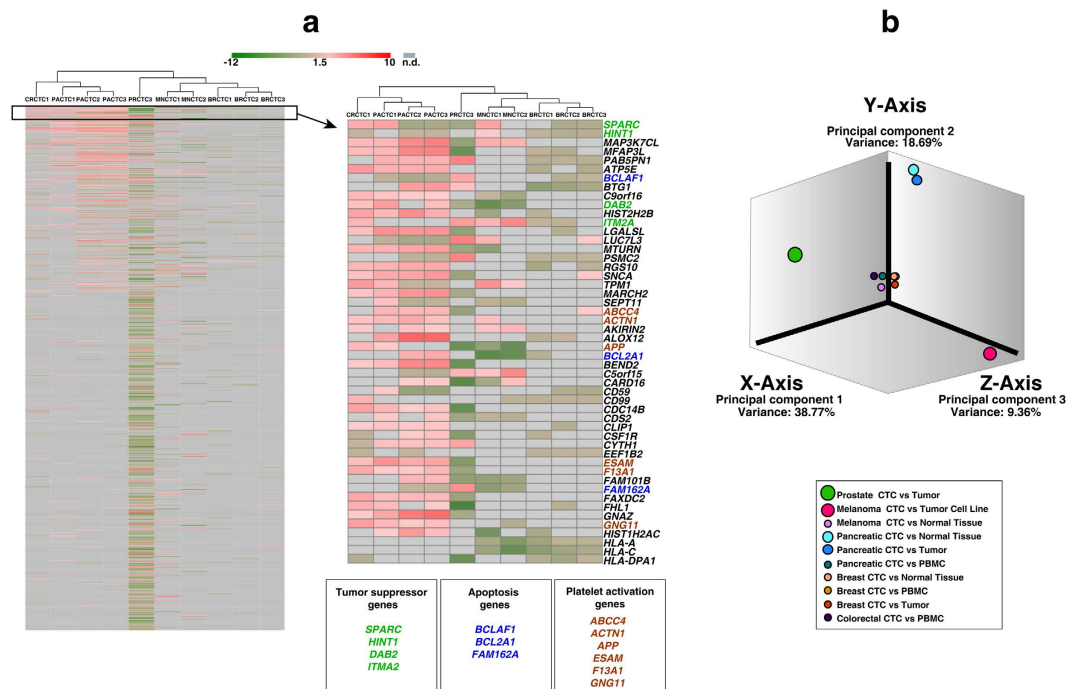 a
b
-12
1.5
10
n.d.
CRCTC1 PACTC1 PACTC2 PACTC3 PRCTC3 MNCTC1 MNCTC2 BRCTC1 BRCTC2 BRCTC3
CRCTC1 PACTC1 PACTC2 PACTC3 PRCTC3 MNCTC1 MNCTC2 BRCTC1 BRCTC2 BRCTC3
SPARC
HINT1
MAP3K7CL
MFAP3L
PAB5PN1
ATP5E
BCLAF1
BTG1
C9orf16
DAB2
HIST2H2B
ITM2A
LGALSL
LUC7L3
MTURN
PSMC2
RGS10
SNCA
TPM1
MARCH2
SEPT11
ABCC4
ACTN1
AKIRIN2
ALOX12
APP
BCL2A1
BEND2
C5orf15
CARD16
CD59
CD99
CDC14B
CDS2
CLIP1
CSF1R
CYTH1
EEF1B2
ESAM
F13A1
FAM101B
FAM162A
FAXDC2
FHL1
GNAZ
GNG11
HIST1H2AC
HLA-A
HLA-C
HLA-DPA1
Tumor suppressor
genes
SPARC
HINT1
DAB2
ITMA2
Apoptosis
genes
BCLAF1
BCL2A1
FAM162A
Platelet activation
genes
ABCC4
ACTN1
APP
ESAM
F13A1
GNG11
Y-Axis
Principal component 2
Variance: 18.69%
X-Axis
Principal component 1
Variance: 38.77%
Z-Axis
Principal component 3
Variance: 9.36%
Prostate CTC vs Tumor
Melanoma CTC vs Tumor Cell Line
Melanoma CTC vs Normal Tissue
Pancreatic CTC vs Normal Tissue
Pancreatic CTC vs Tumor
Pancreatic CTC vs PBMC
Breast CTC vs Normal Tissue
Breast CTC vs PBMC
Breast CTC vs Tumor
Colorectal CTC vs PBMC